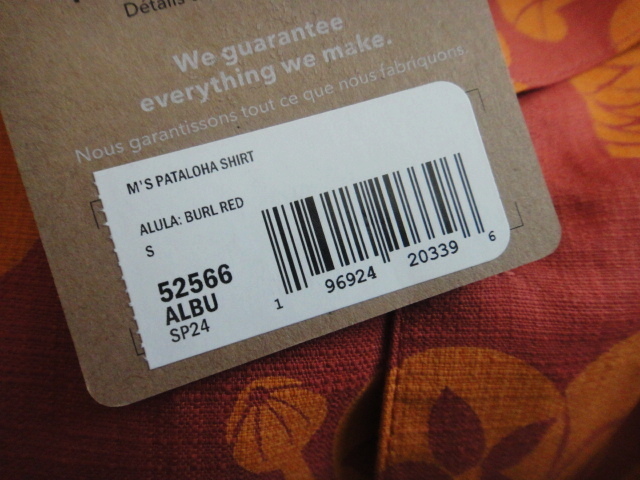 Détails
We guarantee
everything we make.
Nous garantissons tout ce que nous fabriquons.
M'S PATALOHA SHIRT
ALULA: BURL RED
S
52566
ALBU
SP24
1 96924 20339 6